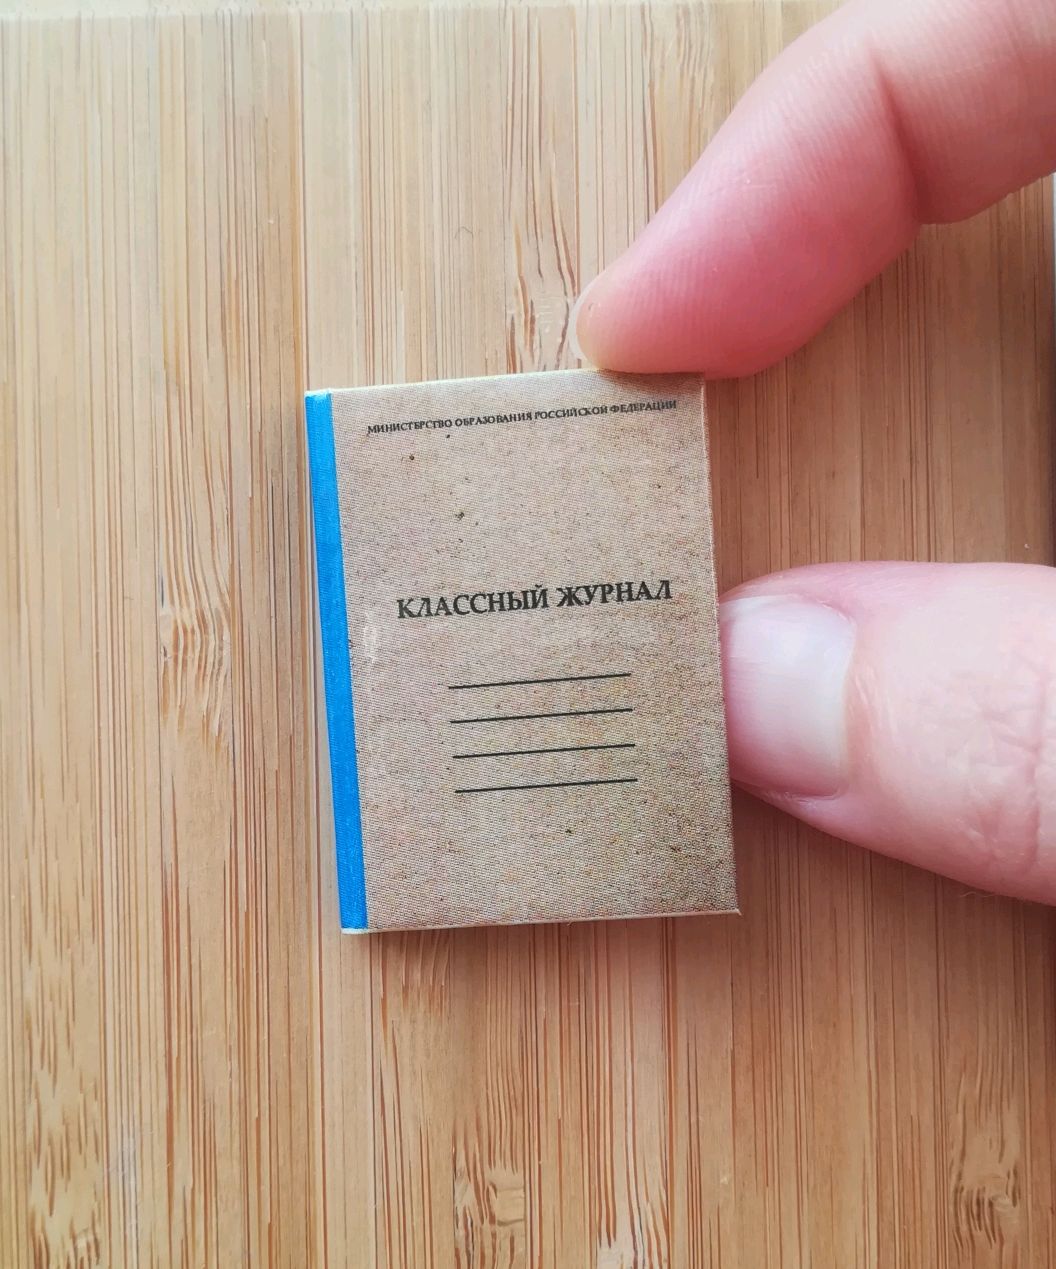 МИНИСТЕРСТВО ОБРАЗОВАНИЯ РОССИЙСКОЙ ФЕДЕРАЦИИ
КЛАССНЫЙ ЖУРНАЛ